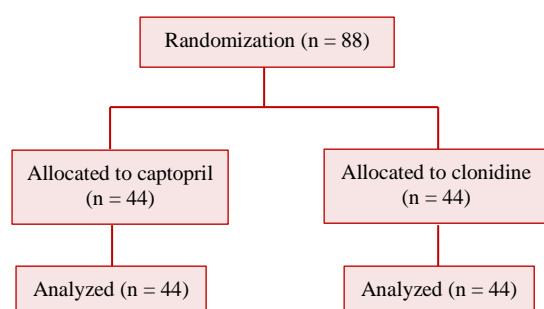 Randomization (n = 88)
Allocated to captopril
(n = 44)
Allocated to clonidine
(n = 44)
Analyzed (n = 44)
Analyzed (n = 44)